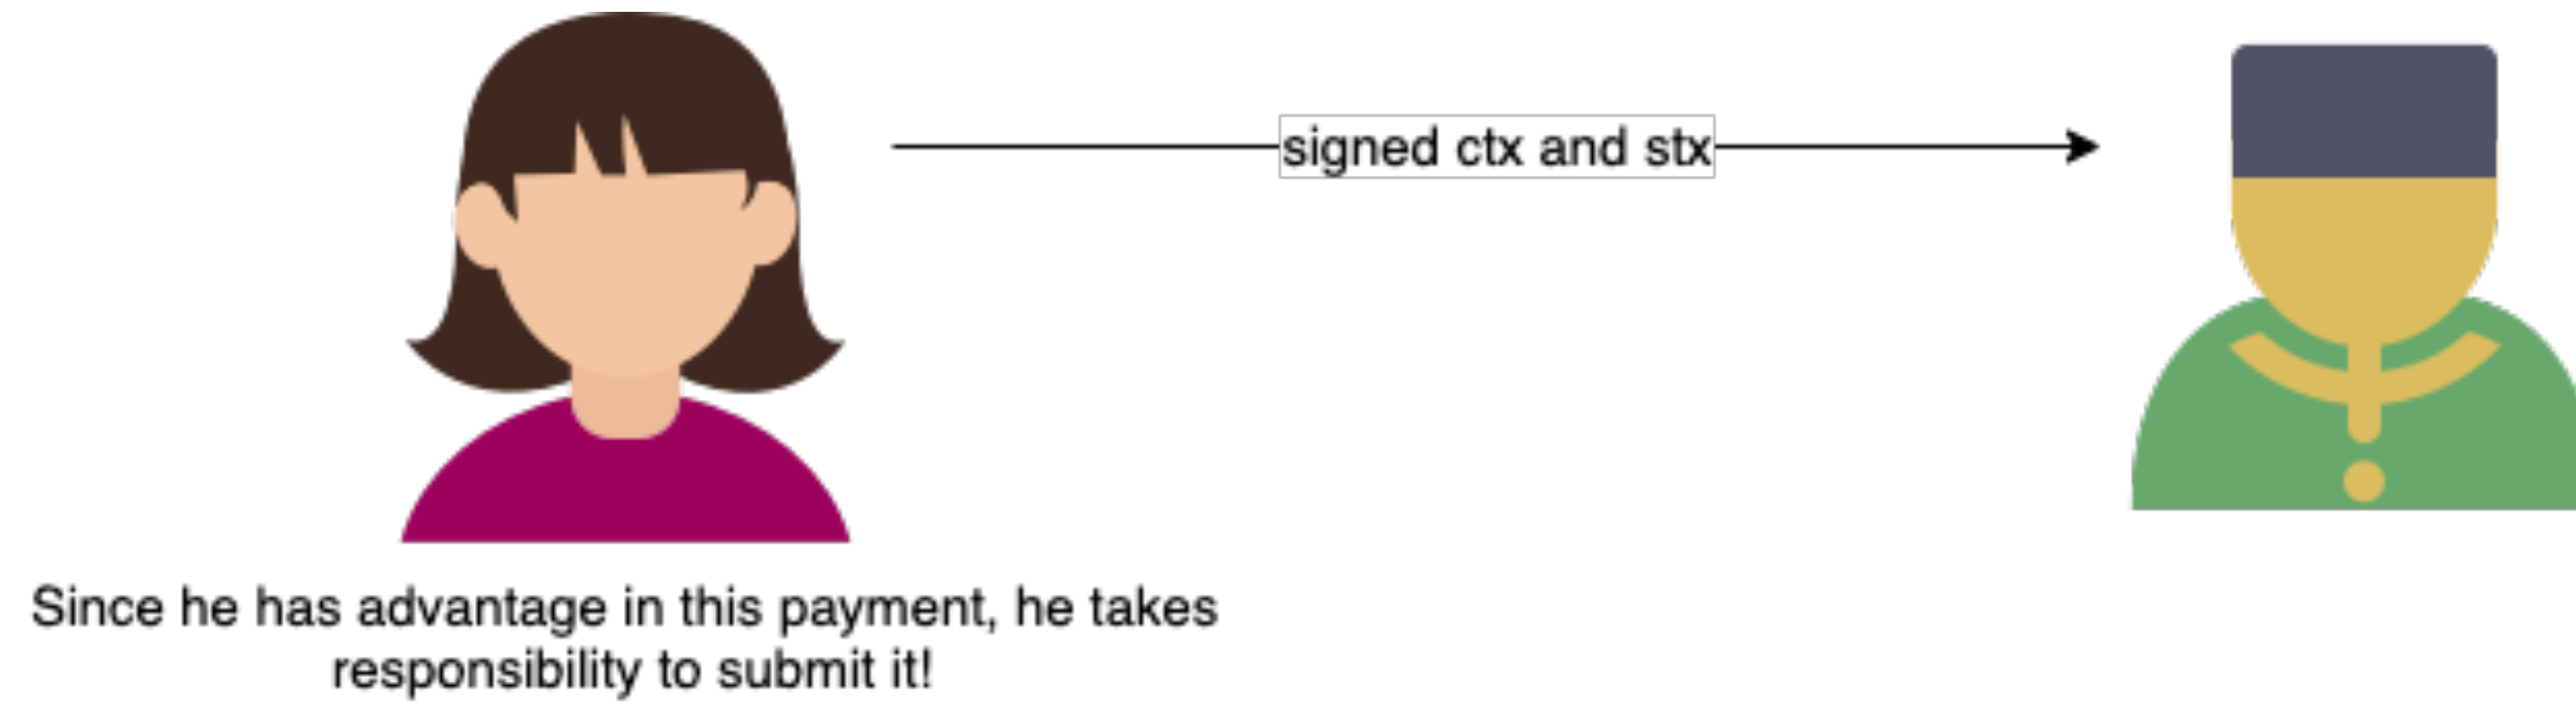 signed ctx and stx
Since he has advantage in this payment, he takes
responsibility to submit it!